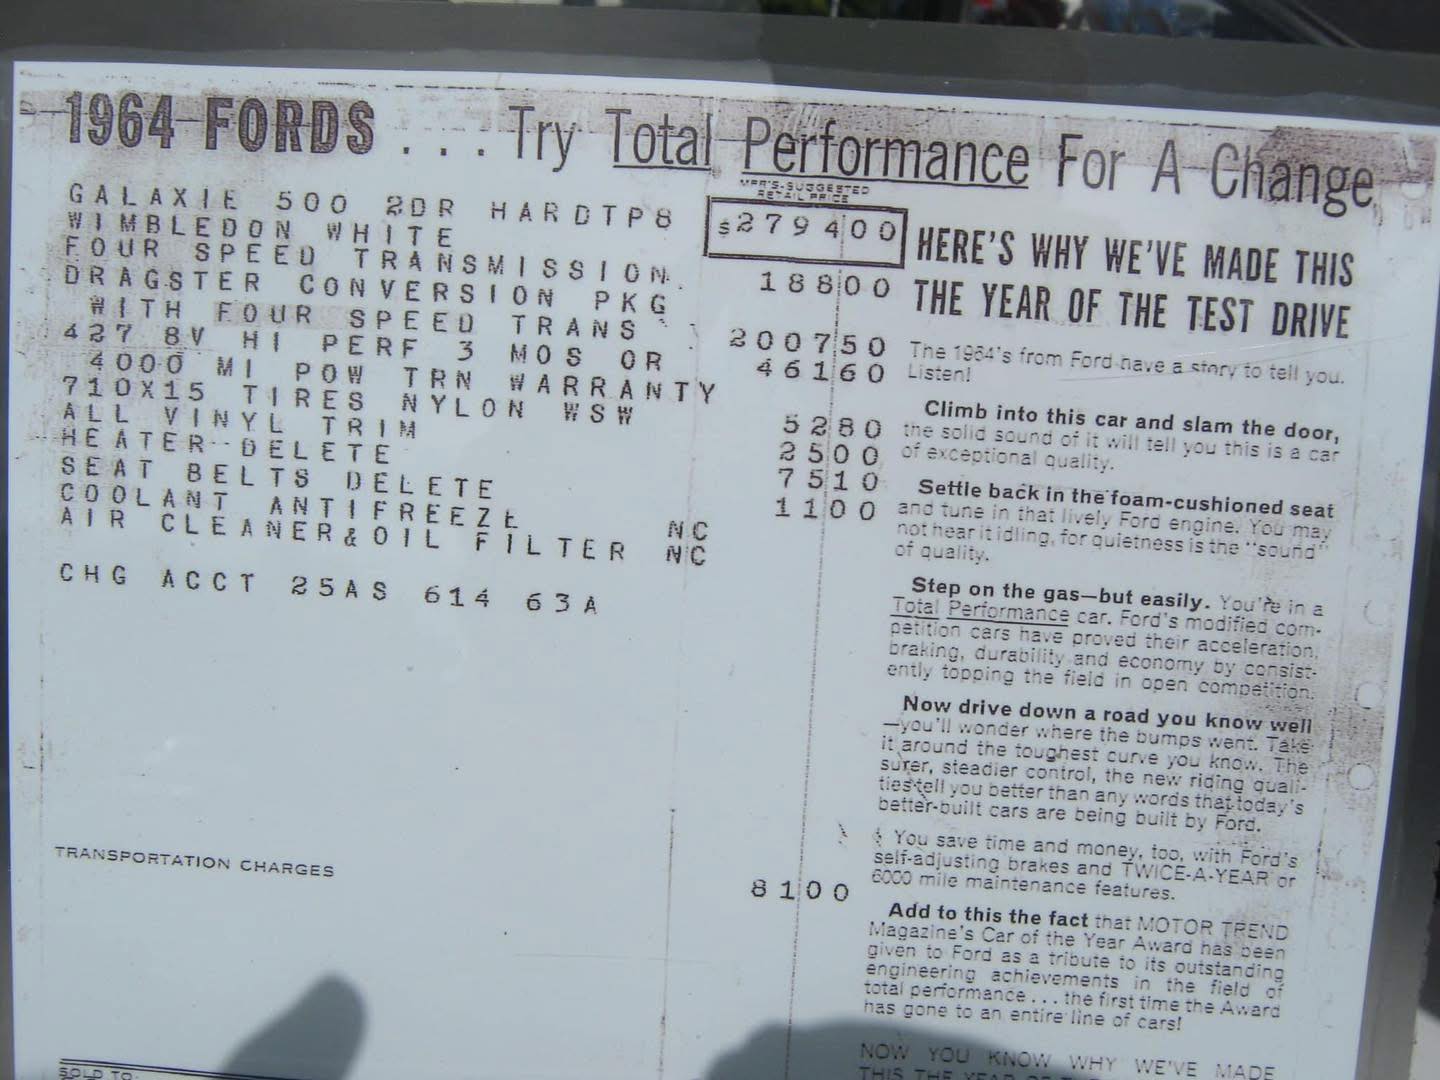 1964 FORDS . . . Try Total Performance For A Change
MFR'S. SUGGESTED
RETAIL PRICE
GALAXIE 500 2DR HARDTP8 $279400
WIMBLEDON WHITE
FOUR SPEED TRANSMISSION 18800
DRAGSTER CONVERSION PKG
WITH FOUR SPEED TRANS 200750
427 8V HI PERF 3 MOS OR 46160
4000 MI POW TRN WARRANTY
710X15 TIRES NYLON WSW 5280
ALL VINYL TRIM 2500
HEATER DELETE 7510
SEAT BELTS DELETE 1100
COOLANT ANTIFREEZE NC
AIR CLEANER&OIL FILTER NC
CHG ACCT 25AS 614 63A
TRANSPORTATION CHARGES 8100
SOLD TO:
HERE'S WHY WE'VE MADE THIS
THE YEAR OF THE TEST DRIVE
The 1964's from Ford have a story to tell you.
Listen!
Climb into this car and slam the door,
the solid sound of it will tell you this is a car
of exceptional quality.
Settle back in the foam-cushioned seat
and tune in that lively Ford engine. You may
not hear it idling, for quietness is the "sound"
of quality.
Step on the gas—but easily. You're in a
Total Performance car. Ford's modified com-
petition cars have proved their acceleration,
braking, durability and economy by consist-
ently topping the field in open competition.
Now drive down a road you know well
—you'll wonder where the bumps went. Take
it around the toughest curve you know. The
surer, steadier control, the new riding quali-
ties tell you better than any words that today's
better-built cars are being built by Ford.
You save time and money, too, with Ford's
self-adjusting brakes and TWICE-A-YEAR or
6000 mile maintenance features.
Add to this the fact that MOTOR TREND
Magazine's Car of the Year Award has been
given to Ford as a tribute to its outstanding
engineering achievements in the field of
total performance . . . the first time the Award
has gone to an entire line of cars!
NOW YOU KNOW WHY WE'VE MADE
THIS THE YEAR OF THE